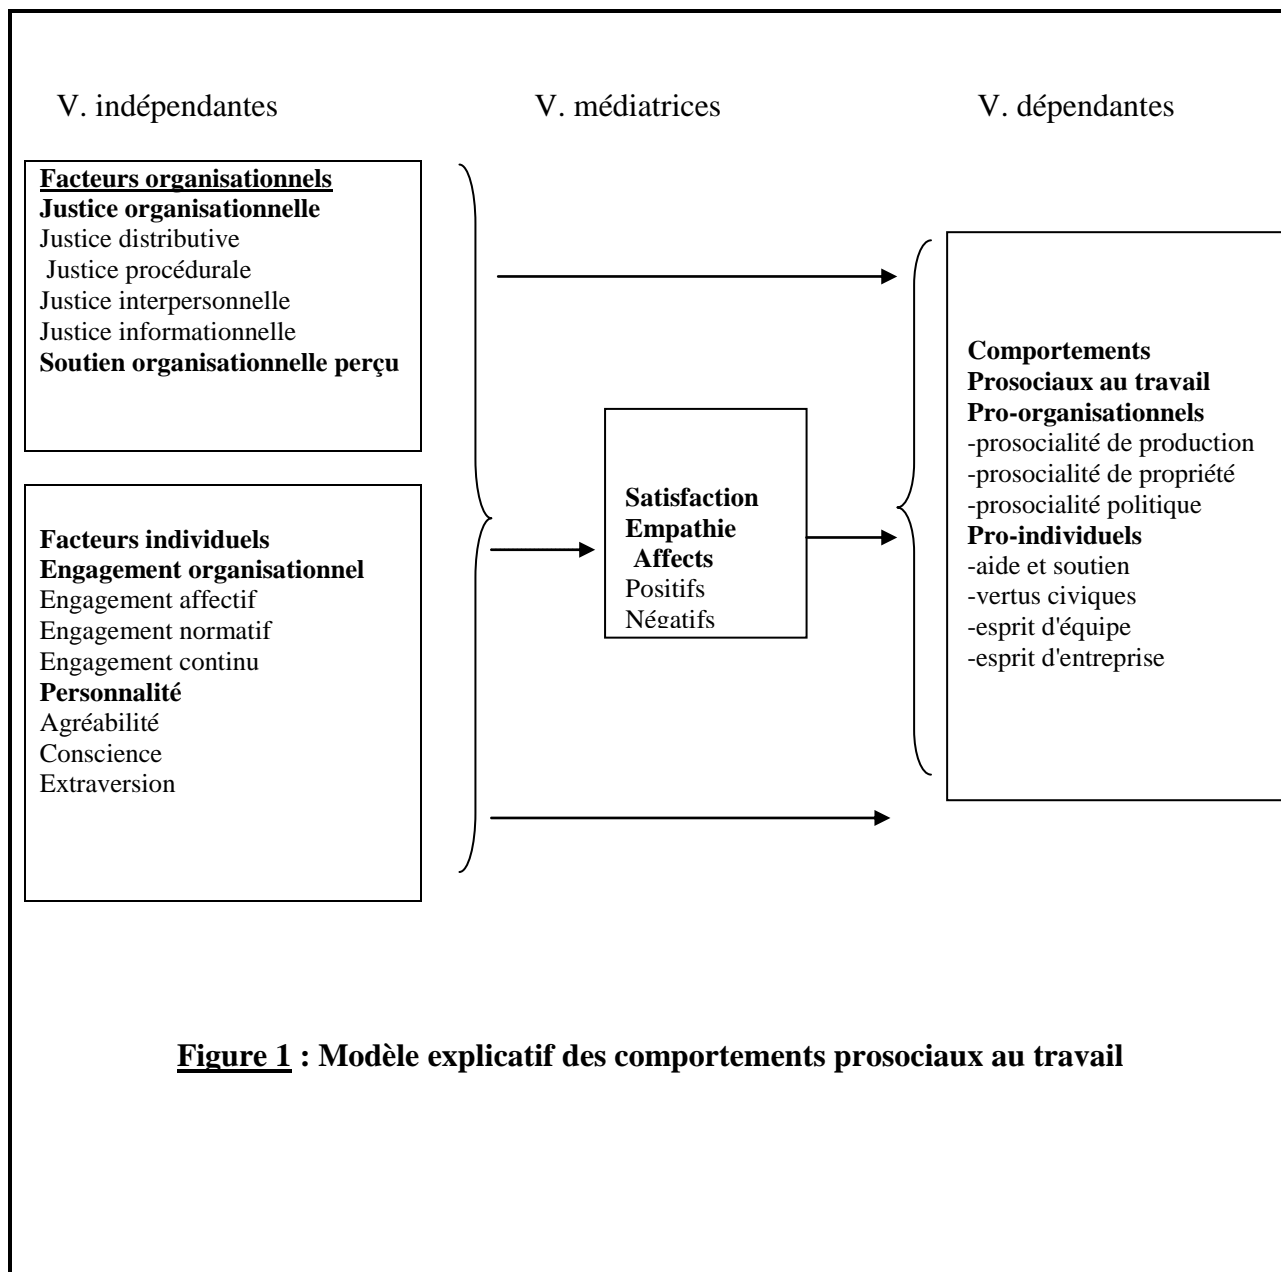 V. indépendantes
V. médiatrices
V. dépendantes
Facteurs organisationnels
Justice organisationnelle
Justice distributive
Justice procédurale
Justice interpersonnelle
Justice informationnelle
Soutien organisationnelle perçu
Facteurs individuels
Engagement organisationnel
Engagement affectif
Engagement normatif
Engagement continu
Personnalité
Agréabilité
Conscience
Extraversion
Satisfaction
Empathie
Affects
Positifs
Négatifs
Comportements
Prosociaux au travail
Pro-organisationnels
-prosocialité de production
-prosocialité de propriété
-prosocialité politique
Pro-individuels
-aide et soutien
-vertus civiques
-esprit d'équipe
-esprit d'entreprise
Figure 1 : Modèle explicatif des comportements prosociaux au travail